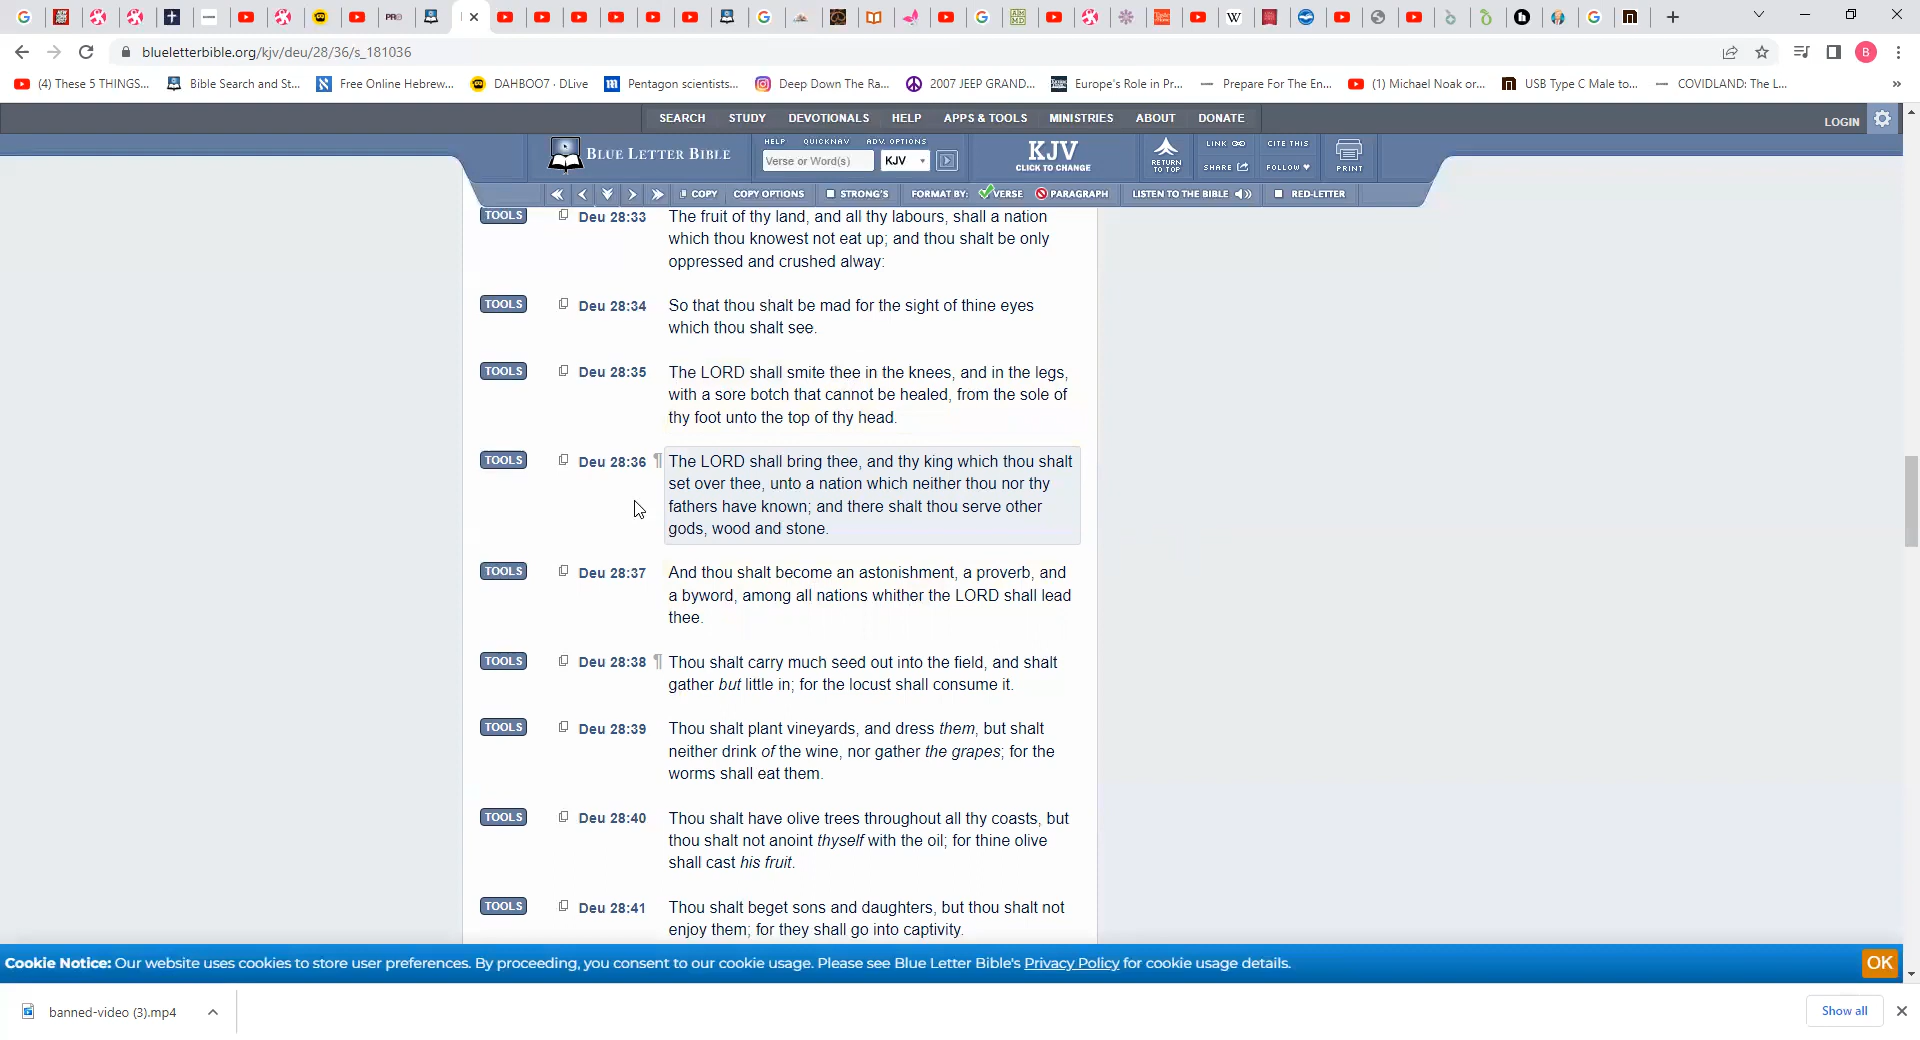 blueletterbible.org/kjv/deu/28/36/s_181036
(4) These 5 THINGS... Bible Search and St... Free Online Hebrew... DAHBOO7 · DLive Pentagon scientists... Deep Down The Ra... 2007 JEEP GRAND... Europe's Role in Pr... Prepare For The En... (1) Michael Noak or... USB Type C Male to... COVIDLAND: The L... »
SEARCH STUDY DEVOTIONALS HELP APPS & TOOLS MINISTRIES ABOUT DONATE LOGIN
BLUE LETTER BIBLE
HELP QUICKNAV ADV. OPTIONS
Verse or Word(s) KJV
KJV
CLICK TO CHANGE
RETURN
TO TOP
LINK CITE THIS
SHARE FOLLOW PRINT
COPY COPY OPTIONS STRONG'S FORMAT BY: VERSE PARAGRAPH LISTEN TO THE BIBLE RED-LETTER
TOOLS Deu 28:33 The fruit of thy land, and all thy labours, shall a nation
which thou knowest not eat up; and thou shalt be only
oppressed and crushed alway:
TOOLS Deu 28:34 So that thou shalt be mad for the sight of thine eyes
which thou shalt see.
TOOLS Deu 28:35 The LORD shall smite thee in the knees, and in the legs,
with a sore botch that cannot be healed, from the sole of
thy foot unto the top of thy head.
TOOLS Deu 28:36 ¶ The LORD shall bring thee, and thy king which thou shalt
set over thee, unto a nation which neither thou nor thy
fathers have known; and there shalt thou serve other
gods, wood and stone.
TOOLS Deu 28:37 And thou shalt become an astonishment, a proverb, and
a byword, among all nations whither the LORD shall lead
thee.
TOOLS Deu 28:38 ¶ Thou shalt carry much seed out into the field, and shalt
gather but little in; for the locust shall consume it.
TOOLS Deu 28:39 Thou shalt plant vineyards, and dress them, but shalt
neither drink of the wine, nor gather the grapes; for the
worms shall eat them.
TOOLS Deu 28:40 Thou shalt have olive trees throughout all thy coasts, but
thou shalt not anoint thyself with the oil; for thine olive
shall cast his fruit.
TOOLS Deu 28:41 Thou shalt beget sons and daughters, but thou shalt not
enjoy them; for they shall go into captivity.
Cookie Notice: Our website uses cookies to store user preferences. By proceeding, you consent to our cookie usage. Please see Blue Letter Bible's Privacy Policy for cookie usage details. OK
banned-video (3).mp4 Show all